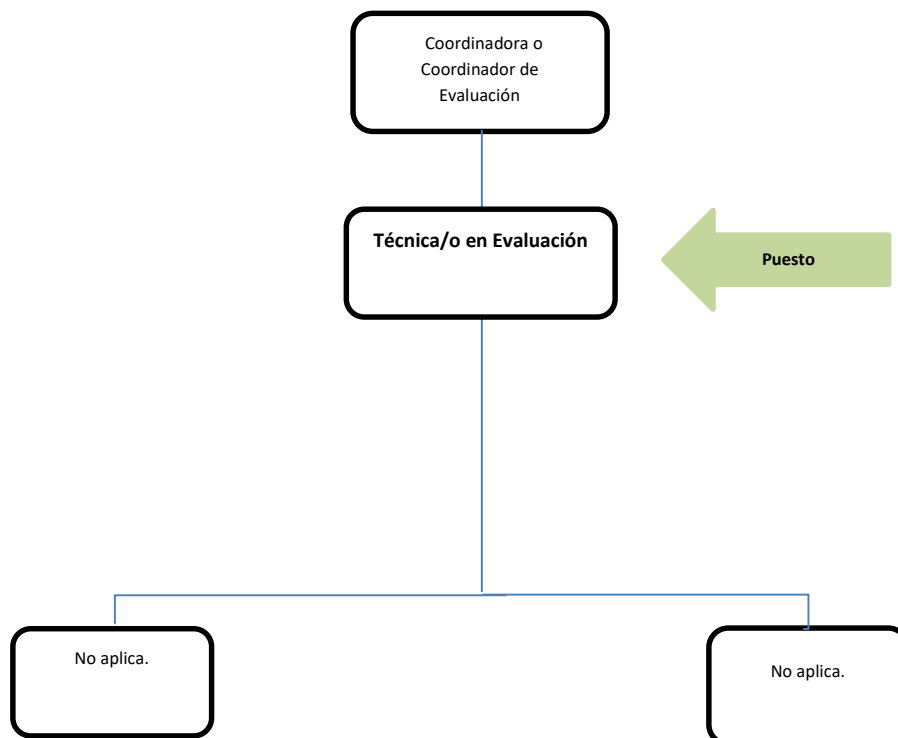 Coordinadora o
Coordinador de
Evaluación
Técnica/o en Evaluación
Puesto
No aplica.
No aplica.